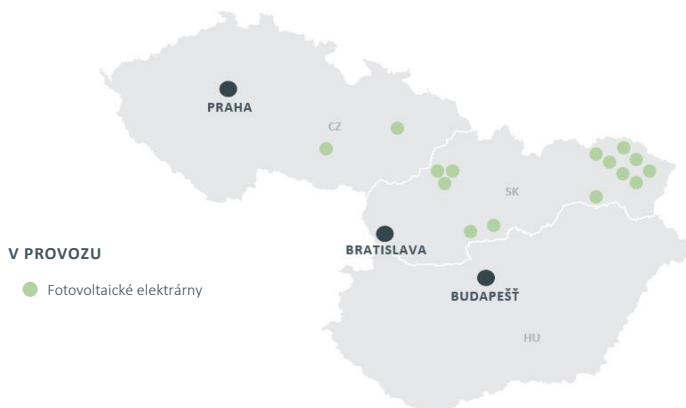 PRAHA
CZ
SK
BRATISLAVA
V PROVOZU
Fotovoltaické elektrárny
BUDAPEŠŤ
HU